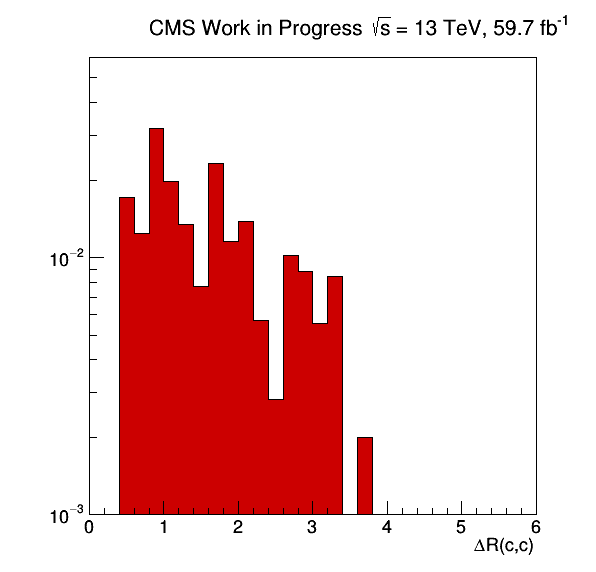 CMS Work in Progress √s = 13 TeV, 59.7 fb⁻¹
10⁻²
10⁻³
0 1 2 3 4 5 6
ΔR(c,c)